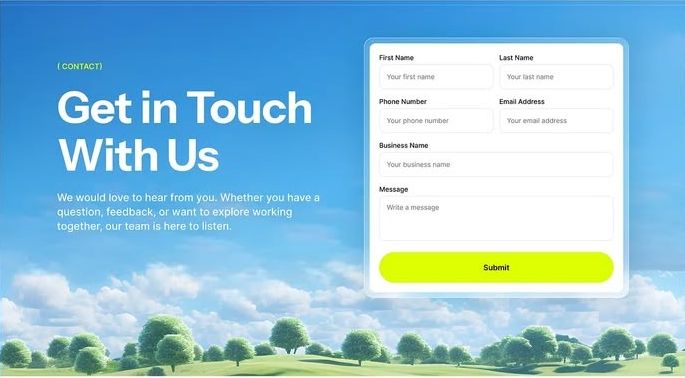 ( CONTACT)
Get in Touch
With Us
We would love to hear from you. Whether you have a
question, feedback, or want to explore working
together, our team is here to listen.
First Name
Last Name
Your first name
Your last name
Phone Number
Email Address
Your phone number
Your email address
Business Name
Your business name
Message
Write a message
Submit